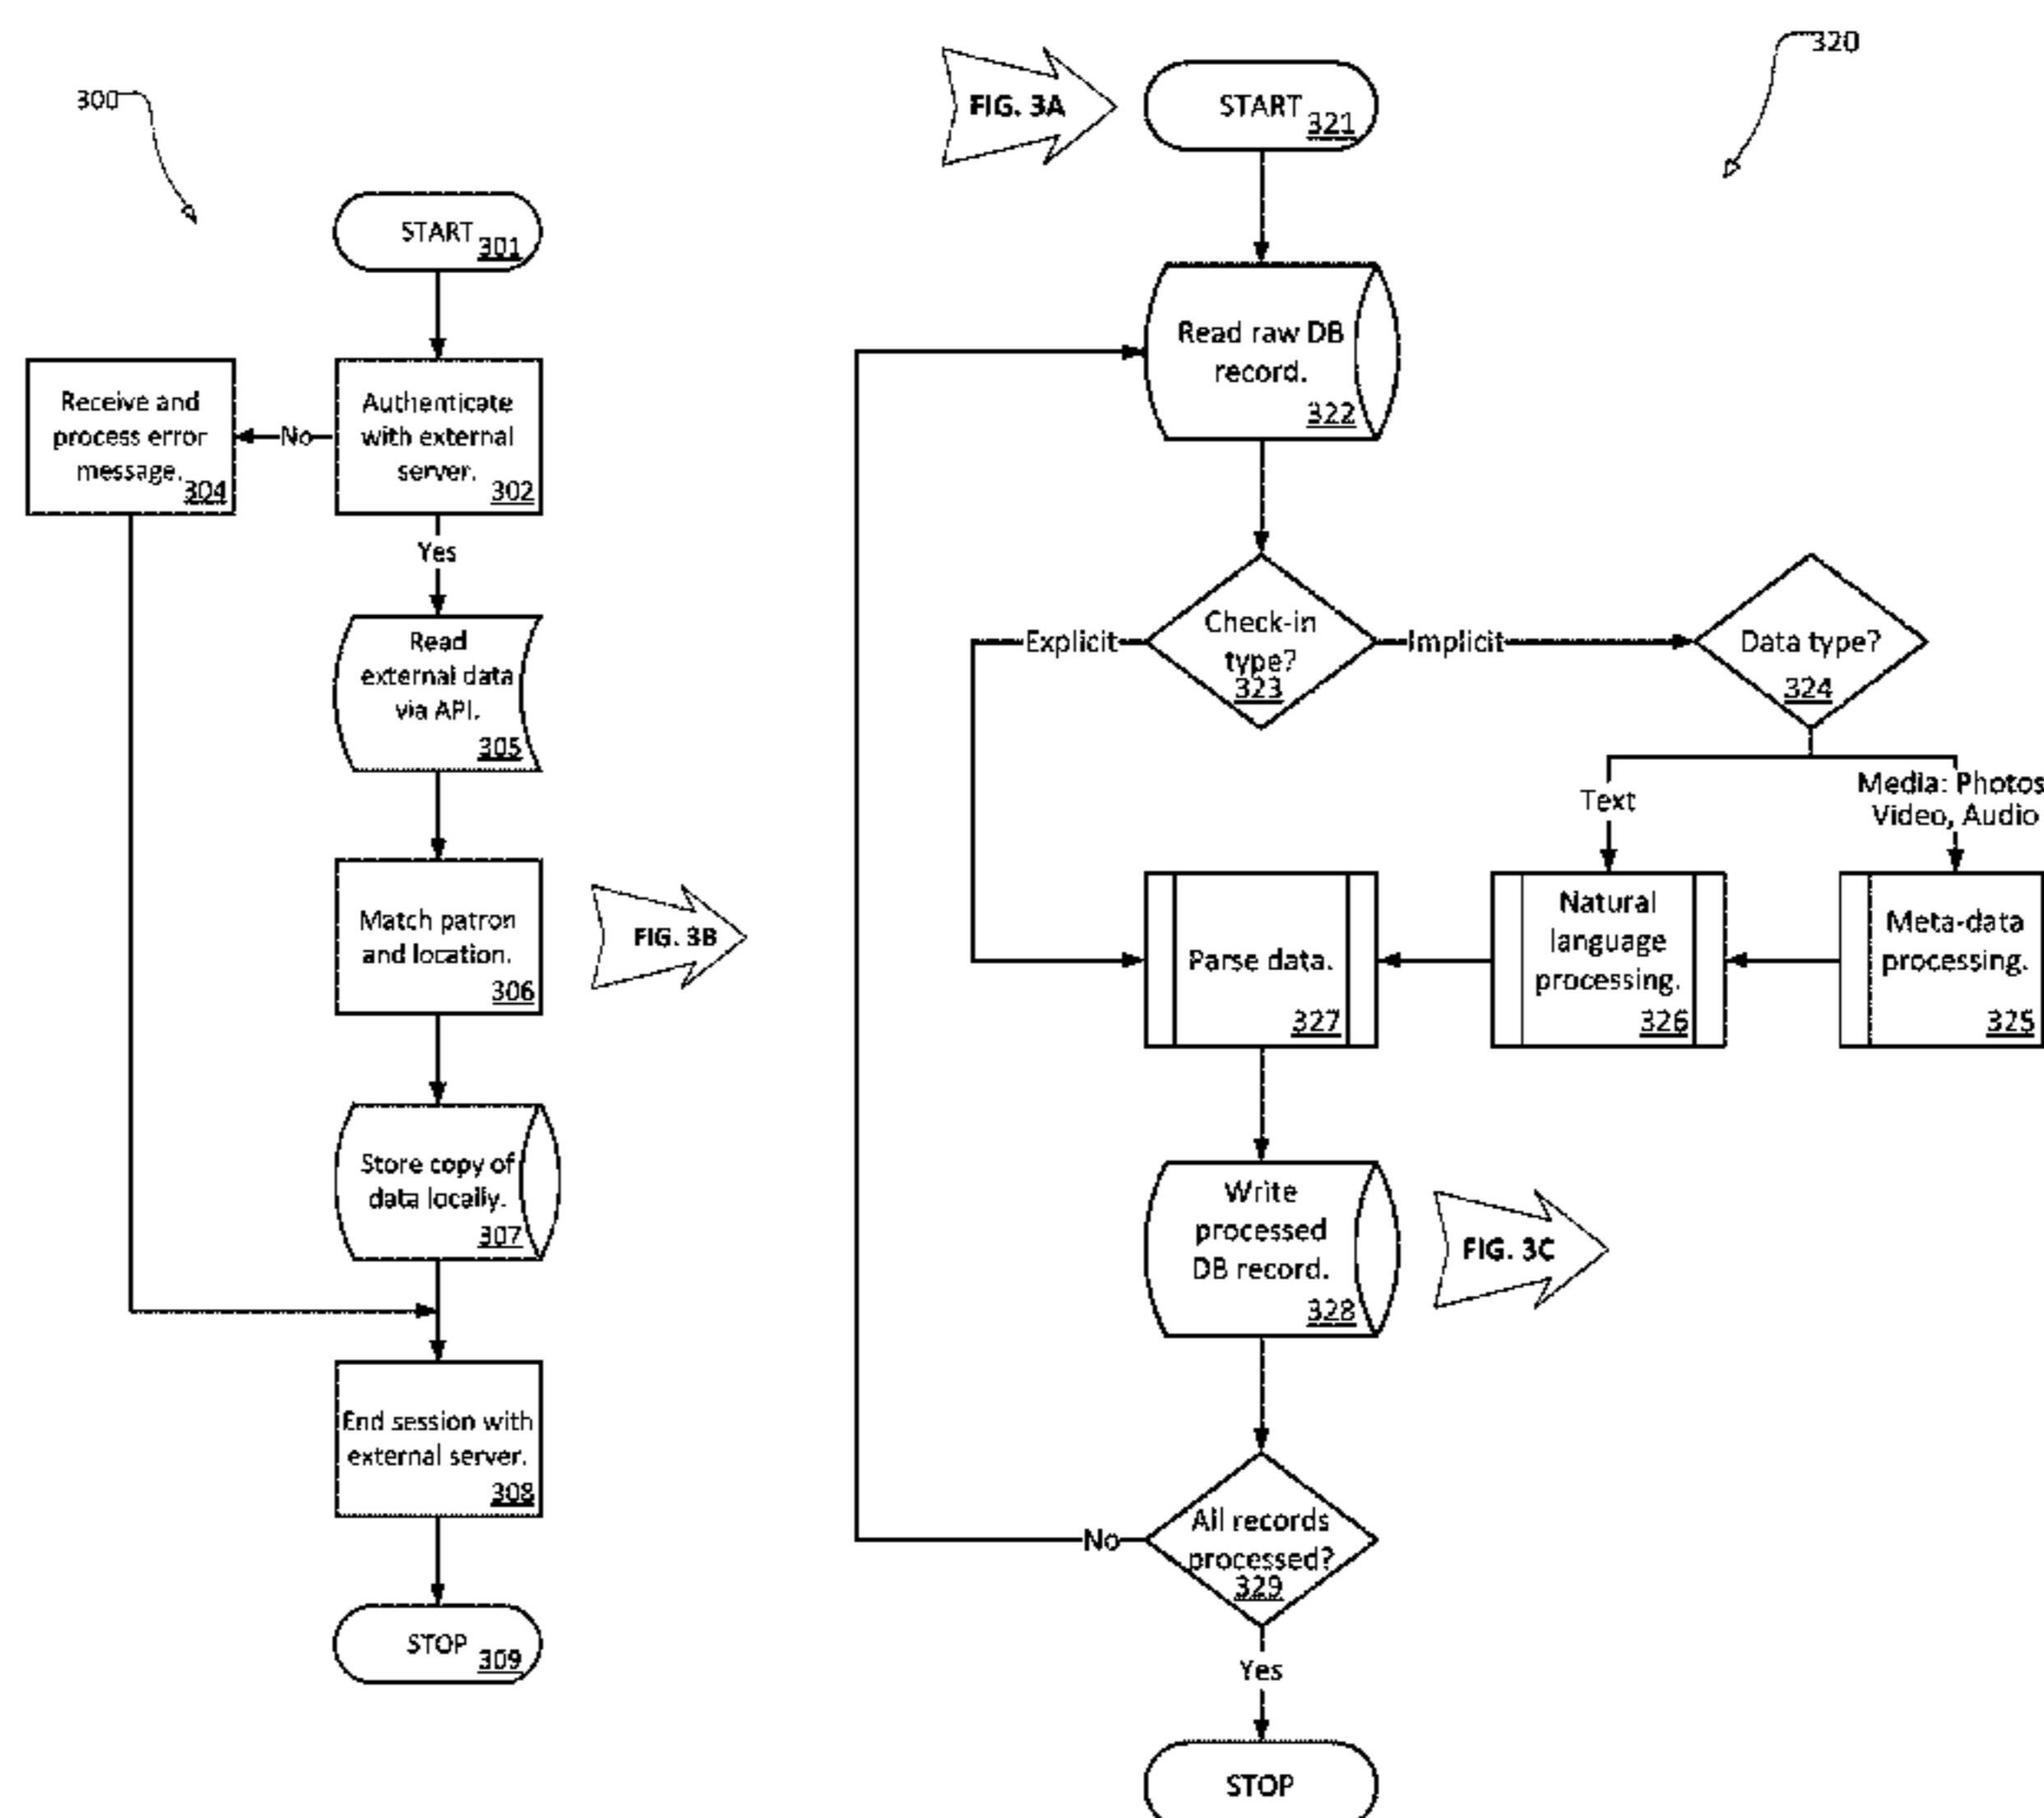 300
START
301
Receive and
process error
message.
304
No
Authenticate
with external
server.
302
Yes
Read
external data
via API.
305
Match patron
and location.
306
FIG. 3B
Store copy of
data locally.
307
End session with
external server.
308
STOP
309
320
FIG. 3A
START
321
Read raw DB
record.
322
Explicit
Check-in
type?
323
Implicit
Data type?
324
Text
Media: Photos
Video, Audio
Parse data.
327
Natural
language
processing.
326
Meta-data
processing.
325
Write
processed
DB record.
328
FIG. 3C
No
All records
processed?
329
Yes
STOP